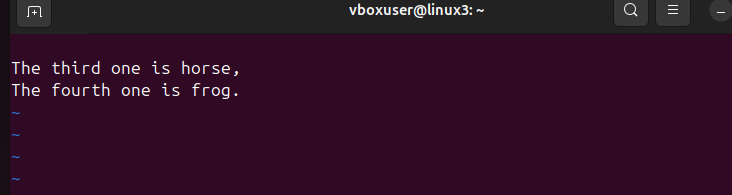 vboxuser@linux3: ~
The third one is horse,
The fourth one is frog.
~
~
~
~